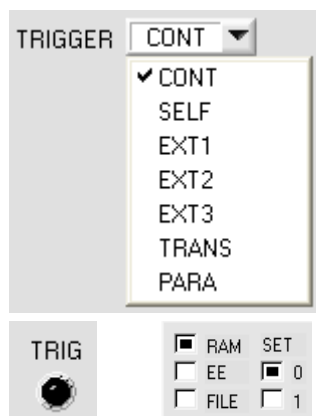 TRIGGER CONT
CONT
SELF
EXT1
EXT2
EXT3
TRANS
PARA
TRIG
RAM SET
EE 0
FILE 1